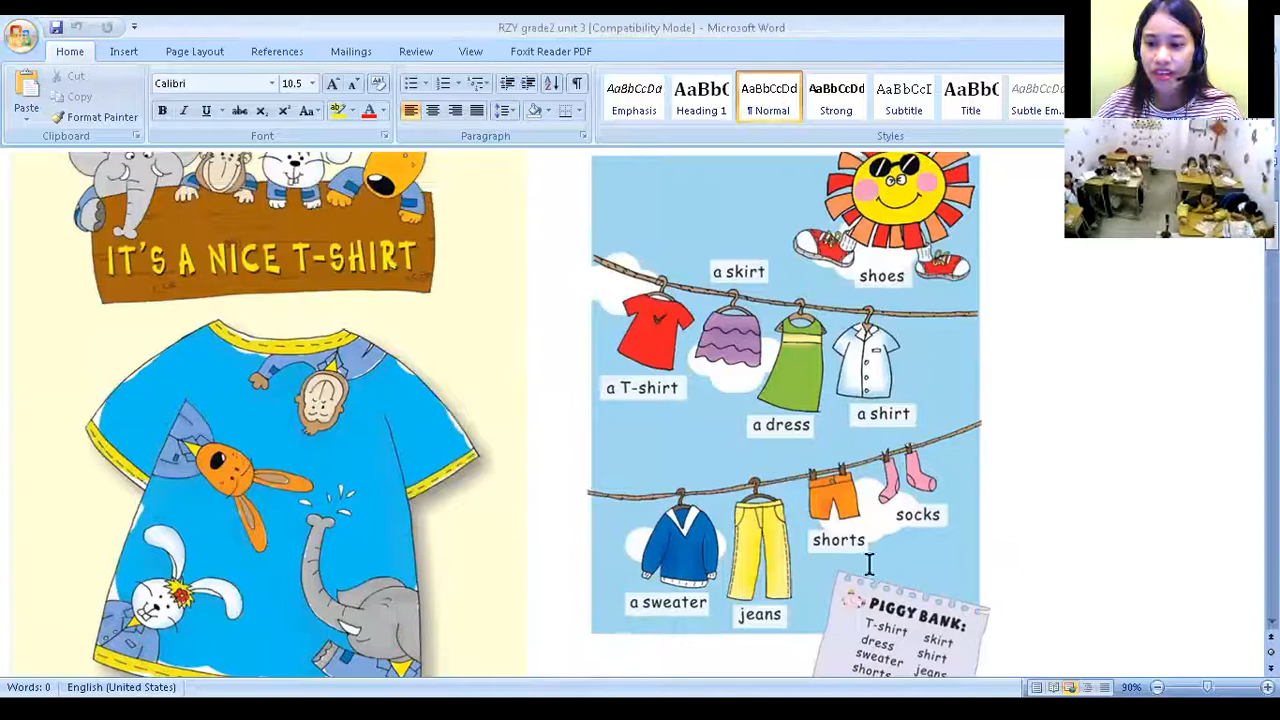 RZY grade2 unit 3 [Compatibility Mode] - Microsoft Word
Home Insert Page Layout References Mailings Review View Foxit Reader PDF
Paste
Cut
Copy
Format Painter
Calibri 10.5
AaBbCcDd AaBbC AaBbCcDd AaBbCcDd AaBbCcI AaBbC AaBbCcDd
Emphasis Heading 1 ¶ Normal Strong Subtitle Title Subtle Em...
Clipboard Font Paragraph Styles
IT'S A NICE T-SHIRT
shoes
a skirt
a T-shirt
a dress
a shirt
socks
shorts
a sweater
jeans
PIGGY BANK:
T-shirt skirt
dress shirt
sweater jeans
shorts
Words: 0 English (United States) 90%